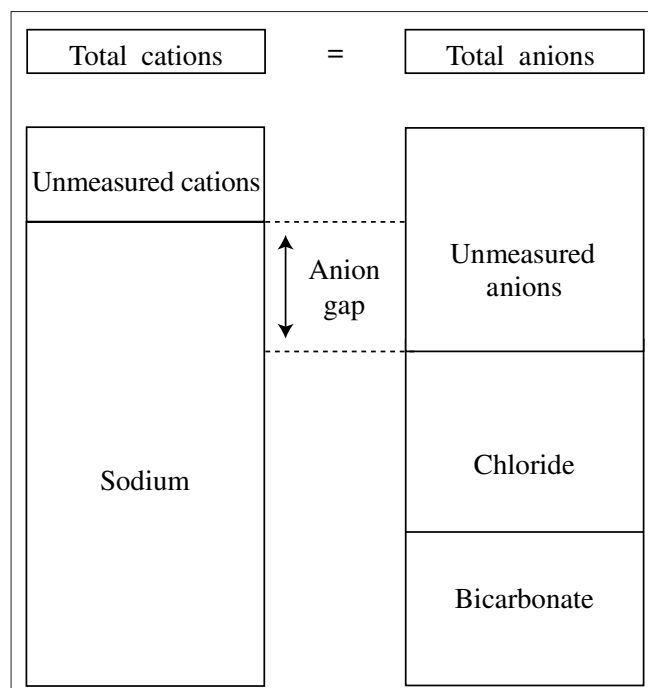 Total cations = Total anions
Unmeasured cations
Anion
gap
Unmeasured
anions
Sodium
Chloride
Bicarbonate